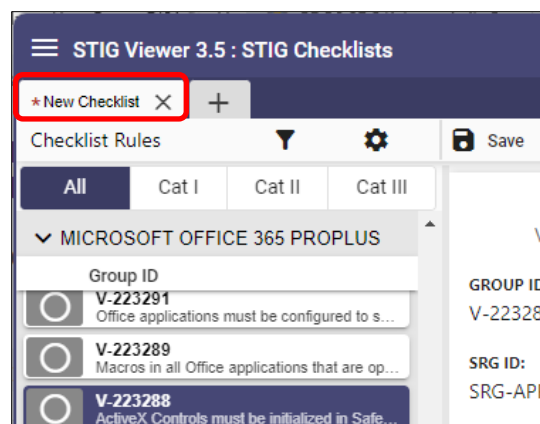 STIG Viewer 3.5 : STIG Checklists
* New Checklist
Checklist Rules
Save
All Cat I Cat II Cat III
MICROSOFT OFFICE 365 PROPLUS
Group ID
V-223291
Office applications must be configured to s...
V-223289
Macros in all Office applications that are op...
V-223288
ActiveX Controls must be initialized in Safe...
GROUP ID
V-22328
SRG ID:
SRG-API